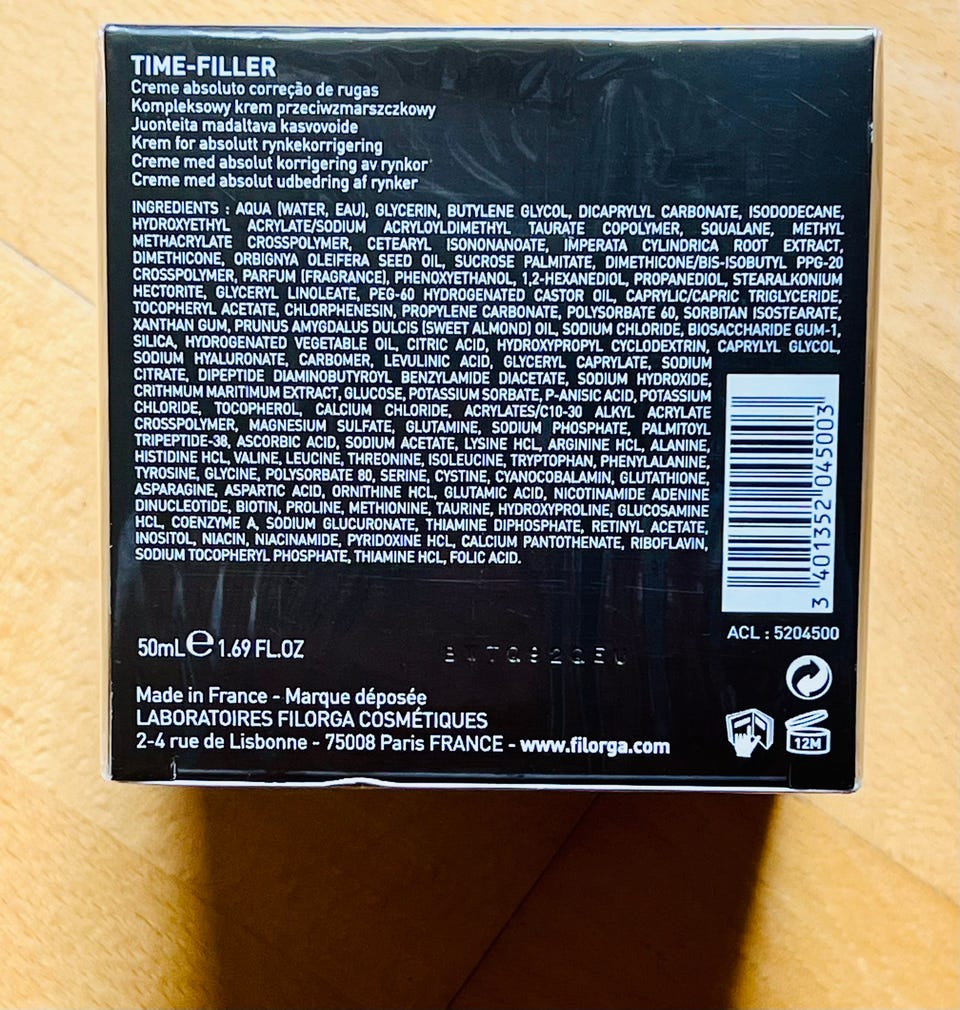 TIME-FILLER
Creme absoluto correção de rugas
Kompleksowy krem przeciwzmarszczkowy
Juonteita madaltava kasvovoide
Krem for absolutt rynkekorrigering
Creme med absolut korrigering av rynkor
Creme med absolut udbedring af rynker
INGREDIENTS : AQUA (WATER, EAU), GLYCERIN, BUTYLENE GLYCOL, DICAPRYLYL CARBONATE, ISODODECANE,
HYDROXYETHYL ACRYLATE/SODIUM ACRYLOYLDIMETHYL TAURATE COPOLYMER, SQUALANE, METHYL
METHACRYLATE CROSSPOLYMER, CETEARYL ISONONANOATE, IMPERATA CYLINDRICA ROOT EXTRACT,
DIMETHICONE, ORBIGNYA OLEIFERA SEED OIL, SUCROSE PALMITATE, DIMETHICONE/BIS-ISOBUTYL PPG-20
CROSSPOLYMER, PARFUM (FRAGRANCE), PHENOXYETHANOL, 1,2-HEXANEDIOL, PROPANEDIOL, STEARALKONIUM
HECTORITE, GLYCERYL LINOLEATE, PEG-60 HYDROGENATED CASTOR OIL, CAPRYLIC/CAPRIC TRIGLYCERIDE,
TOCOPHERYL ACETATE, CHLORPHENESIN, PROPYLENE CARBONATE, POLYSORBATE 60, SORBITAN ISOSTEARATE,
XANTHAN GUM, PRUNUS AMYGDALUS DULCIS (SWEET ALMOND) OIL, SODIUM CHLORIDE, BIOSACCHARIDE GUM-1,
SILICA, HYDROGENATED VEGETABLE OIL, CITRIC ACID, HYDROXYPROPYL CYCLODEXTRIN, CAPRYLYL GLYCOL,
SODIUM HYALURONATE, CARBOMER, LEVULINIC ACID, GLYCERYL CAPRYLATE, SODIUM
CITRATE, DIPEPTIDE DIAMINOBUTYROYL BENZYLAMIDE DIACETATE, SODIUM HYDROXIDE,
CRITHMUM MARITIMUM EXTRACT, GLUCOSE, POTASSIUM SORBATE, P-ANISIC ACID, POTASSIUM
CHLORIDE, TOCOPHEROL, CALCIUM CHLORIDE, ACRYLATES/C10-30 ALKYL ACRYLATE
CROSSPOLYMER, MAGNESIUM SULFATE, GLUTAMINE, SODIUM PHOSPHATE, PALMITOYL
TRIPEPTIDE-38, ASCORBIC ACID, SODIUM ACETATE, LYSINE HCL, ARGININE HCL, ALANINE,
HISTIDINE HCL, VALINE, LEUCINE, THREONINE, ISOLEUCINE, TRYPTOPHAN, PHENYLALANINE,
TYROSINE, GLYCINE, POLYSORBATE 80, SERINE, CYSTINE, CYANOCOBALAMIN, GLUTATHIONE,
ASPARAGINE, ASPARTIC ACID, ORNITHINE HCL, GLUTAMIC ACID, NICOTINAMIDE ADENINE
DINUCLEOTIDE, BIOTIN, PROLINE, METHIONINE, TAURINE, HYDROXYPROLINE, GLUCOSAMINE
HCL, COENZYME A, SODIUM GLUCURONATE, THIAMINE DIPHOSPHATE, RETINYL ACETATE,
INOSITOL, NIACIN, NIACINAMIDE, PYRIDOXINE HCL, CALCIUM PANTOTHENATE, RIBOFLAVIN,
SODIUM TOCOPHERYL PHOSPHATE, THIAMINE HCL, FOLIC ACID.
3 401352 045003
ACL : 5204500
50mL℮ 1.69 FL.OZ
Made in France - Marque déposée
LABORATOIRES FILORGA COSMÉTIQUES
2-4 rue de Lisbonne - 75008 Paris FRANCE - www.filorga.com
12M